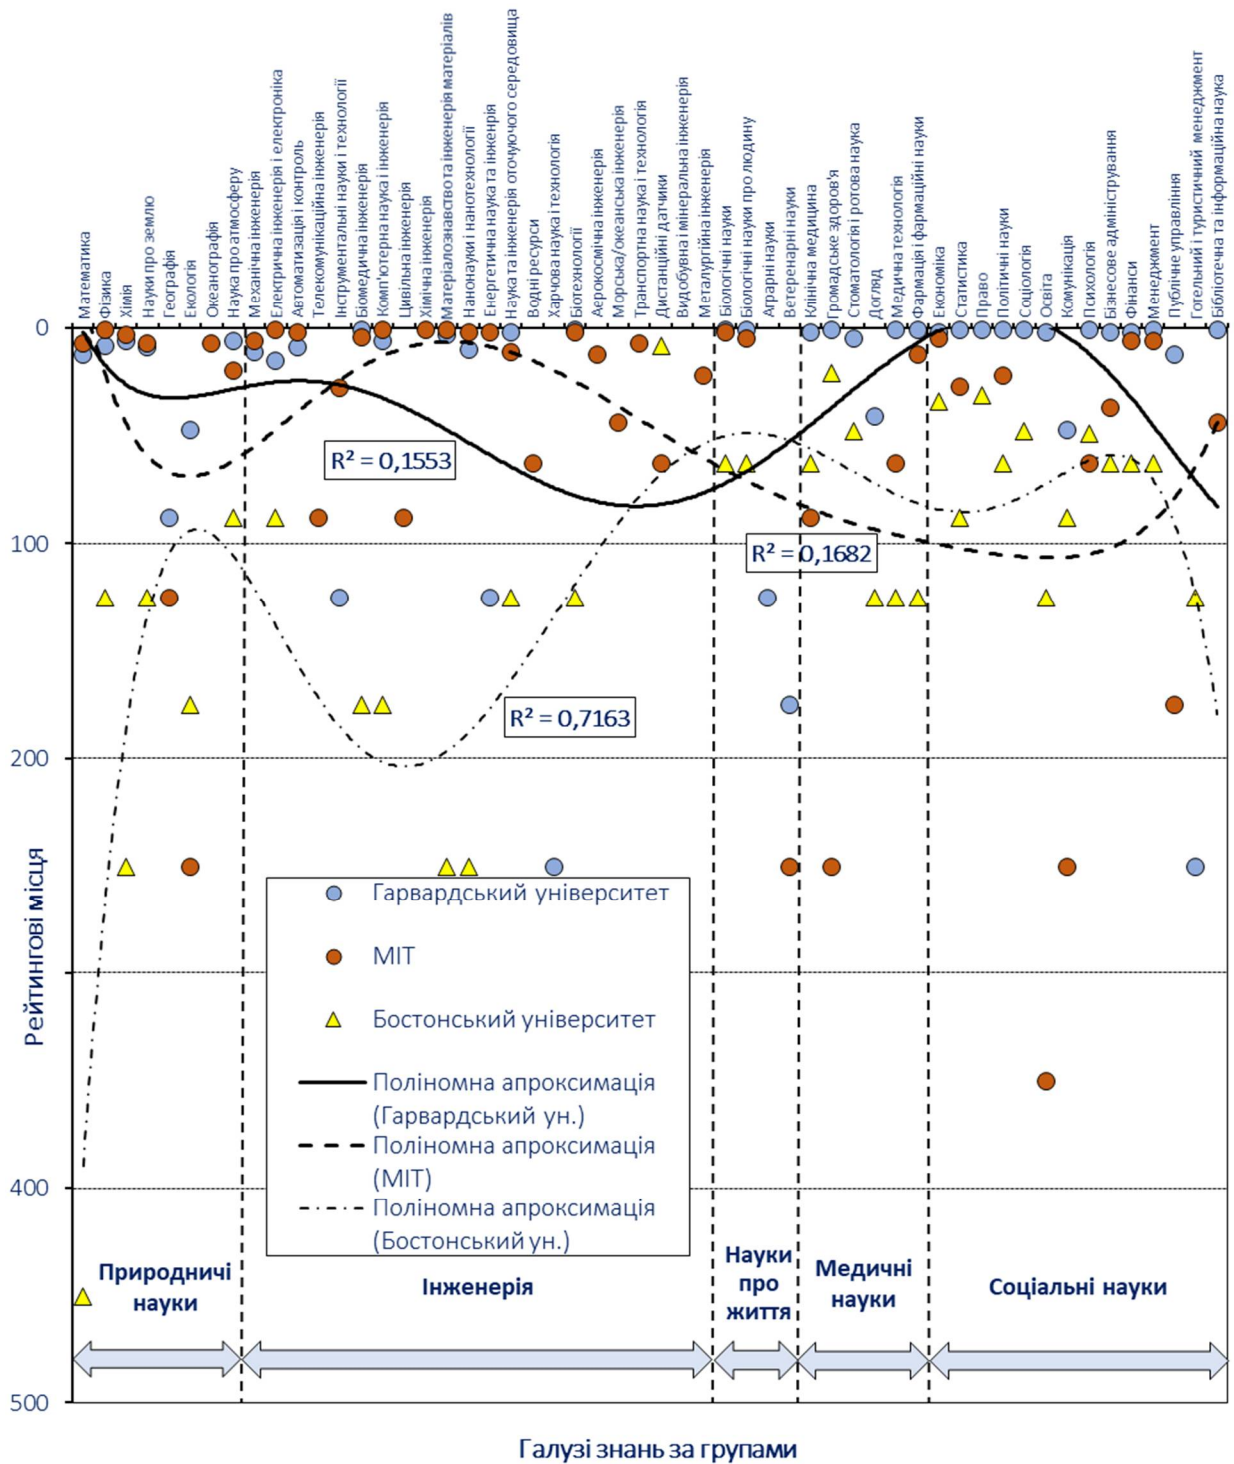 Математика
Фізика
Хімія
Науки про землю
Географія
Екологія
Океанографія
Наука про атмосферу
Механічна інженерія
Електрична інженерія і електроніка
Автоматизація і контроль
Телекомунікаційна інженерія
Інструментальні науки і технології
Біомедична інженерія
Комп'ютерна наука і інженерія
Цивільна інженерія
Хімічна інженерія
Матеріалознавство та інженерія матеріалів
Нанонауки і нанотехнології
Енергетична наука та інженрія
Наука та інженерія оточуючого середовища
Водні ресурси
Харчова наука і технологія
Біотехнології
Аерокосмічна інженерія
Морська/океанська інженерія
Транспортна наука і технологія
Дистанційні датчики
Видобувна і мінеральна інженерія
Металургійна інженерія
Біологічні науки
Біологічні науки про людину
Аграрні науки
Ветеренарні науки
Клінічна медицина
Громадське здоров'я
Стоматологія і ротова наука
Догляд
Медична технологія
Фармація і фармаційні науки
Економіка
Статистика
Право
Політичні науки
Соціологія
Освіта
Комунікація
Психологія
Бізнесове адміністрування
Фінанси
Менеджмент
Публічне управління
Готельний і туристичний менеджмент
Бібліотечна та інформаційна наука
0
100
200
400
500
Рейтингові місця
R² = 0,1553
R² = 0,1682
R² = 0,7163
Гарвардський університет
МІТ
Бостонський університет
Поліномна апроксимація
(Гарвардський ун.)
Поліномна апроксимація
(МІТ)
Поліномна апроксимація
(Бостонський ун.)
Природничі
науки
Інженерія
Науки
про
життя
Медичні
науки
Соціальні науки
Галузі знань за групами